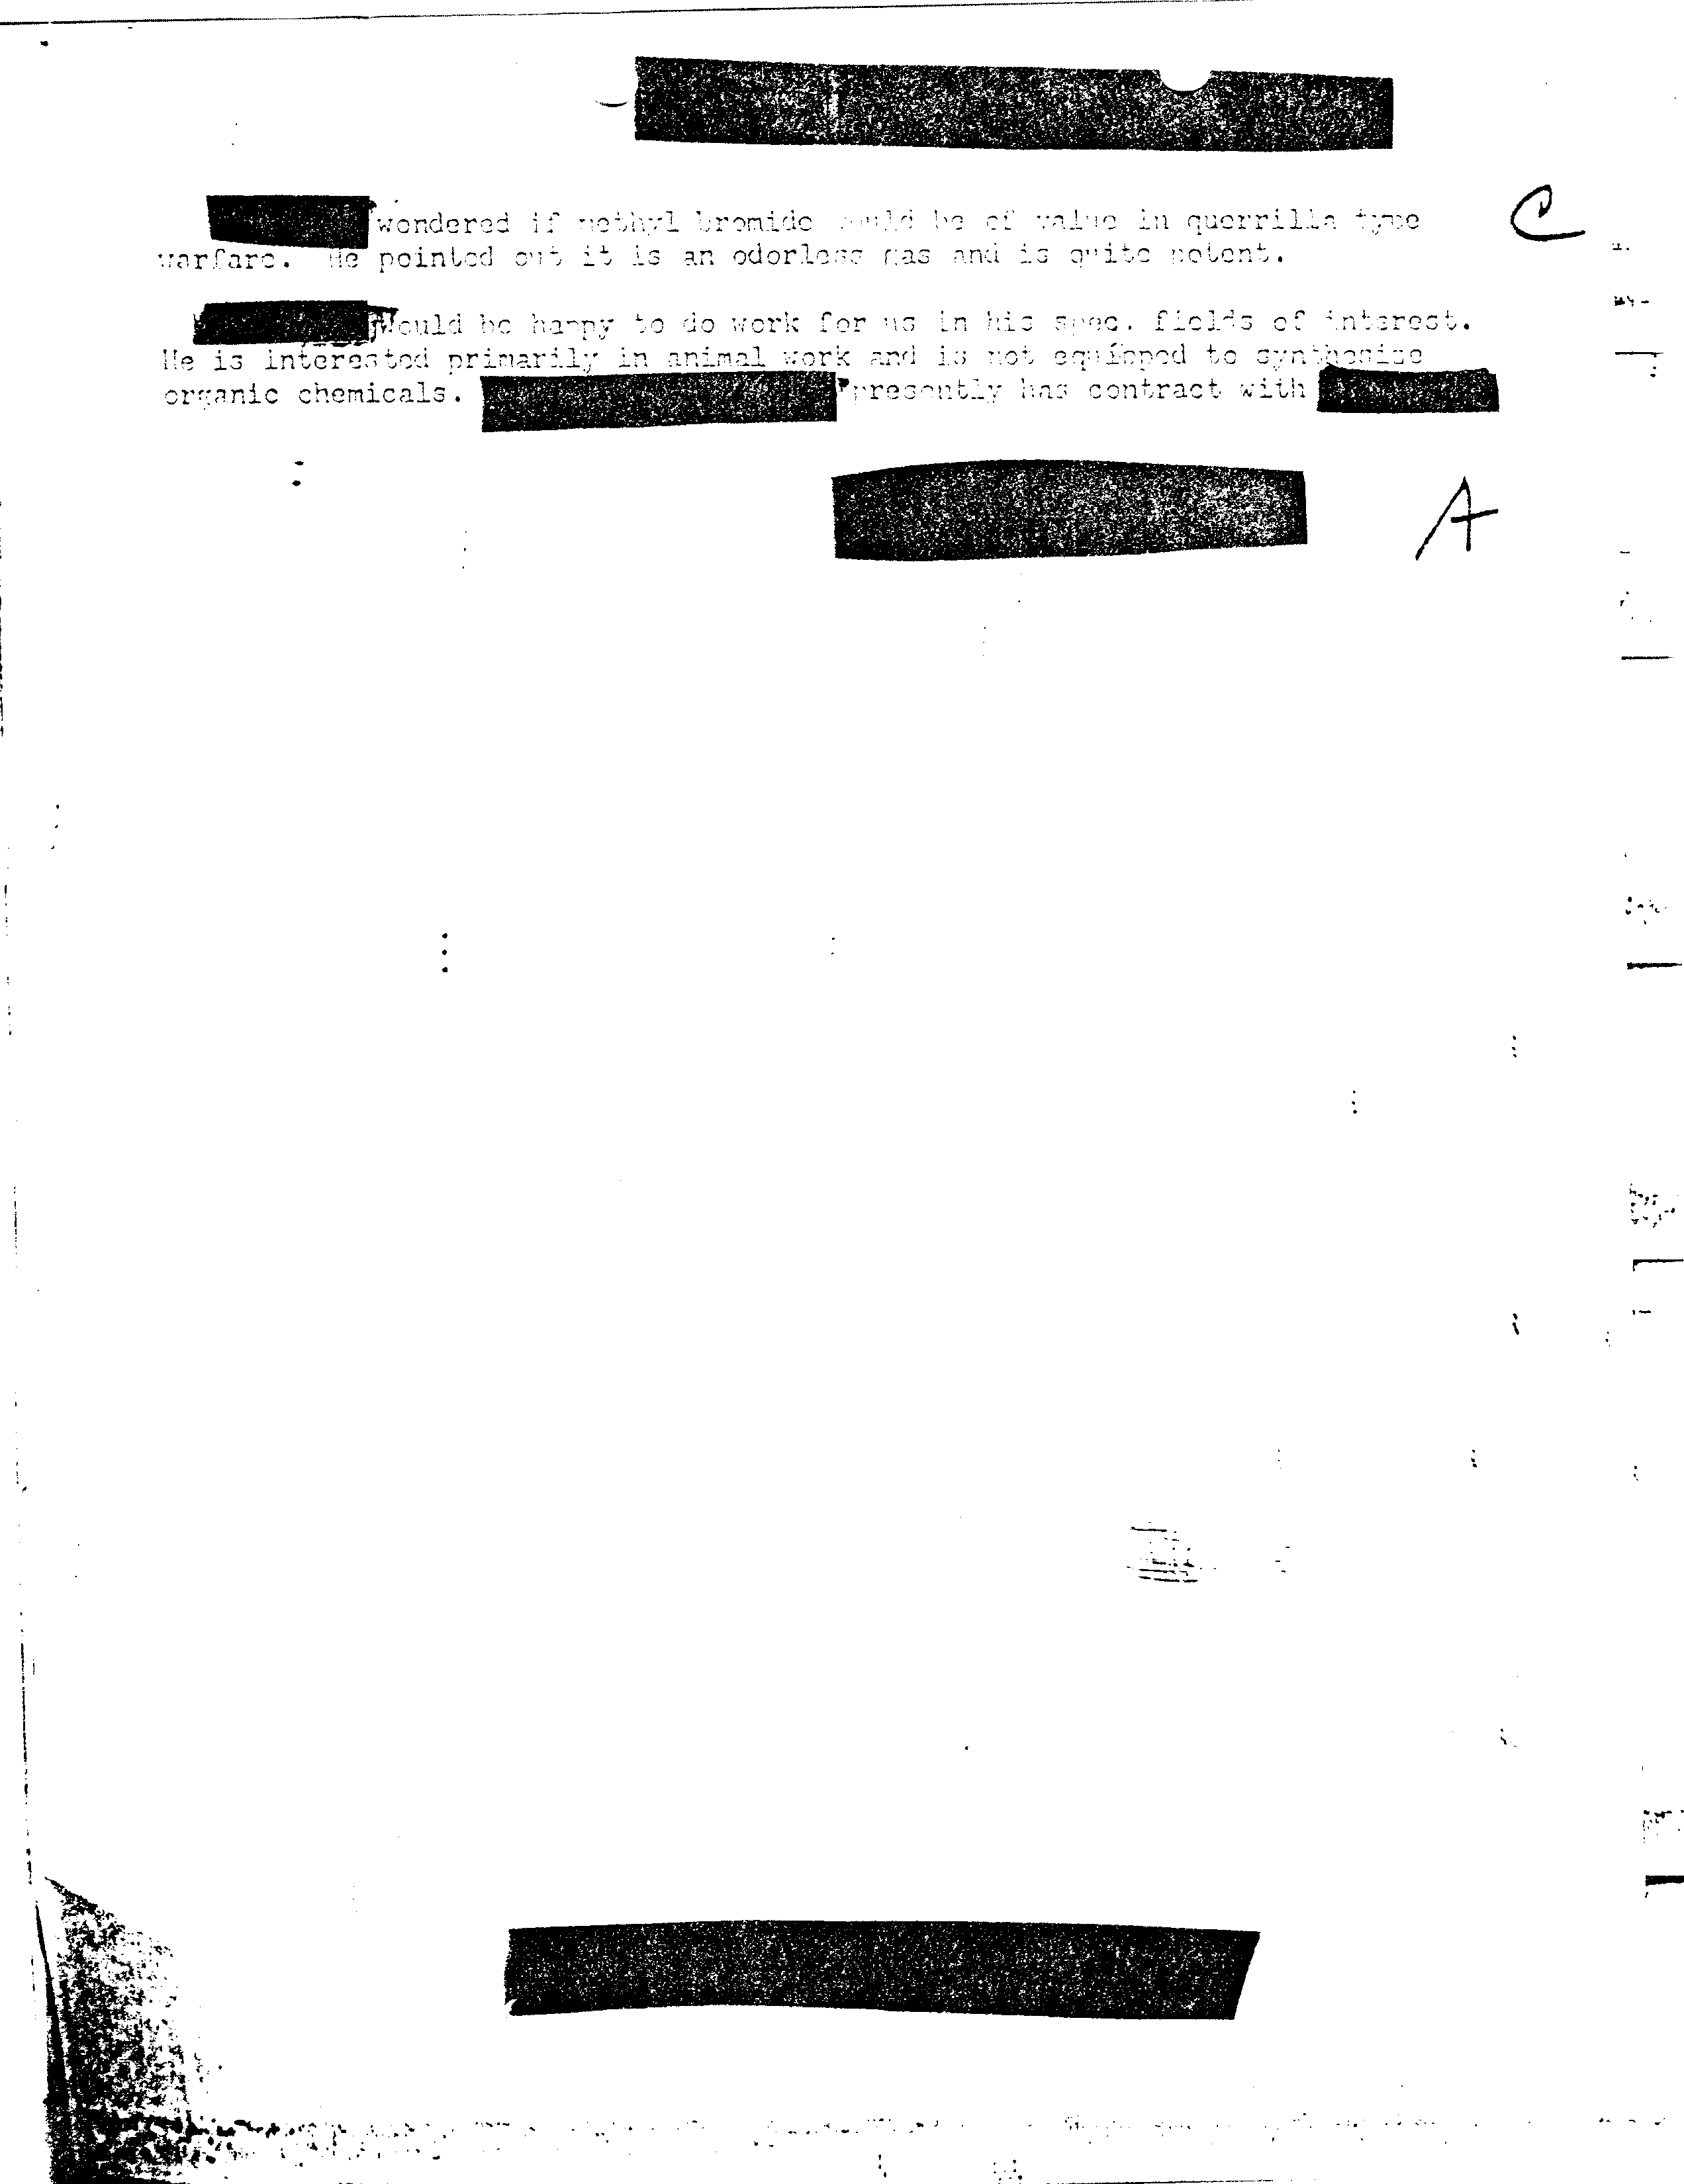 wondered if methyl bromide would be of value in querrilla type
C
warfare. He pointed out it is an odorless gas and is quite potent.
would be happy to do work for us in his spec. fields of interest.
He is interested primarily in animal work and is not equipped to synthesize
organic chemicals. presently has contract with
A